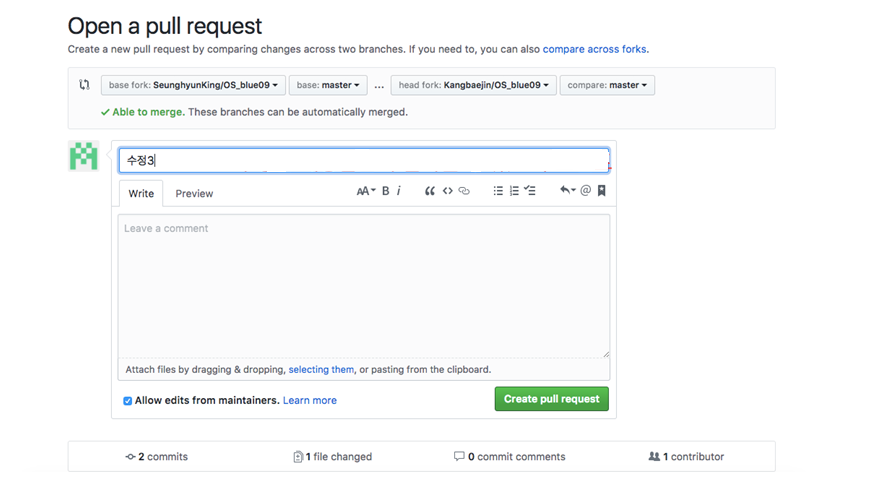 Open a pull request
Create a new pull request by comparing changes across two branches. If you need to, you can also compare across forks.
base fork: SeunghyunKing/OS_blue09 base: master ... head fork: Kangbaejin/OS_blue09 compare: master
Able to merge. These branches can be automatically merged.
수정3
Write Preview AA B i
Leave a comment
Attach files by dragging & dropping, selecting them, or pasting from the clipboard.
Allow edits from maintainers. Learn more Create pull request
2 commits 1 file changed 0 commit comments 1 contributor